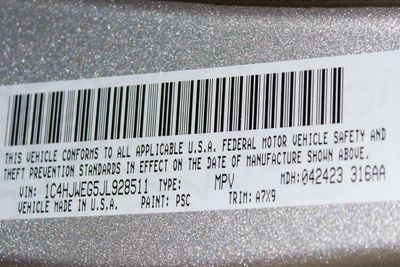 THIS VEHICLE CONFORMS TO ALL APPLICABLE U.S.A. FEDERAL MOTOR VEHICLE SAFETY AND
THEFT PREVENTION STANDARDS IN EFFECT ON THE DATE OF MANUFACTURE SHOWN ABOVE.
VIN: 1C4HJWEG5JL928511 TYPE: MPV MDH: 042423 316AA
VEHICLE MADE IN U.S.A. PAINT: PSC TRIM: A7X9